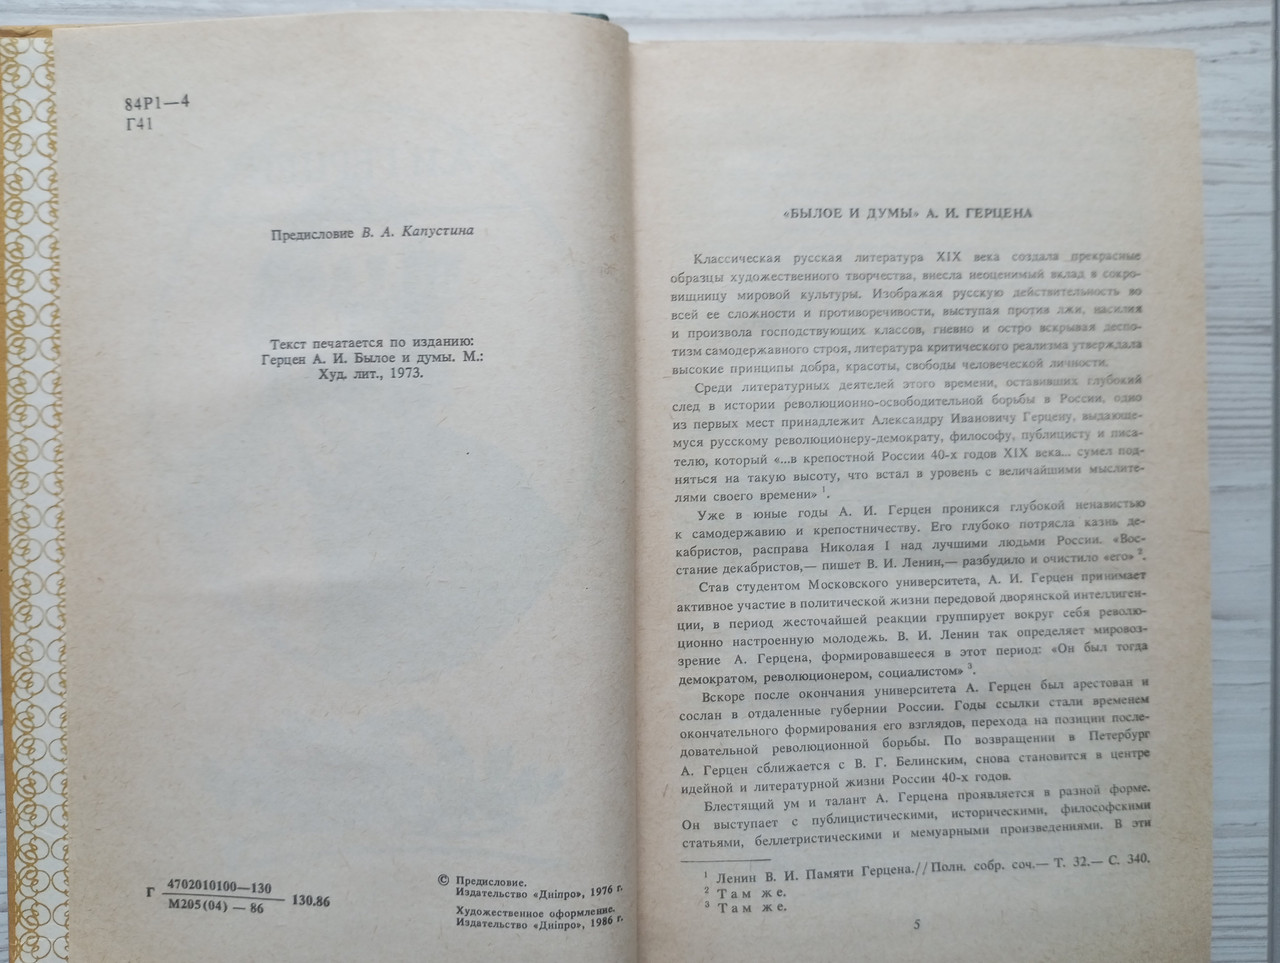 84Р1—4
Г41
Предисловие В. А. Капустина
Текст печатается по изданию:
Герцен А. И. Былое и думы. М.:
Худ. лит., 1973.
Г 4702010100—130 130.86
М205(04) — 86
© Предисловие.
Издательство «Дніпро», 1976 г.
Художественное оформление.
Издательство «Дніпро», 1986 г.
«БЫЛОЕ И ДУМЫ» А. И. ГЕРЦЕНА
Классическая русская литература XIX века создала прекрасные
образцы художественного творчества, внесла неоценимый вклад в сокро-
вищницу мировой культуры. Изображая русскую действительность во
всей ее сложности и противоречивости, выступая против лжи, насилия
и произвола господствующих классов, гневно и остро вскрывая деспо-
тизм самодержавного строя, литература критического реализма утверждала
высокие принципы добра, красоты, свободы человеческой личности.
Среди литературных деятелей этого времени, оставивших глубокий
след в истории революционно-освободительной борьбы в России, одно
из первых мест принадлежит Александру Ивановичу Герцену, выдающе-
муся русскому революционеру-демократу, философу, публицисту и писа-
телю, который «...в крепостной России 40-х годов XIX века... сумел под-
няться на такую высоту, что встал в уровень с величайшими мыслите-
лями своего времени» 1.
Уже в юные годы А. И. Герцен проникся глубокой ненавистью
к самодержавию и крепостничеству. Его глубоко потрясла казнь де-
кабристов, расправа Николая I над лучшими людьми России. «Вос-
стание декабристов,— пишет В. И. Ленин,— разбудило и очистило «его» 2.
Став студентом Московского университета, А. И. Герцен принимает
активное участие в политической жизни передовой дворянской интеллиген-
ции, в период жесточайшей реакции группирует вокруг себя револю-
ционно настроенную молодежь. В. И. Ленин так определяет мировоз-
зрение А. Герцена, формировавшееся в этот период: «Он был тогда
демократом, революционером, социалистом» 3.
Вскоре после окончания университета А. Герцен был арестован и
сослан в отдаленные губернии России. Годы ссылки стали временем
окончательного формирования его взглядов, перехода на позиции после-
довательной революционной борьбы. По возвращении в Петербург
А. Герцен сближается с В. Г. Белинским, снова становится в центре
идейной и литературной жизни России 40-х годов.
Блестящий ум и талант А. Герцена проявляется в разной форме.
Он выступает с публицистическими, историческими, философскими
статьями, беллетристическими и мемуарными произведениями. В эти
1 Ленин В. И. Памяти Герцена.// Полн. собр. соч.— Т. 32.— С. 340.
2 Там же.
3 Там же.
5